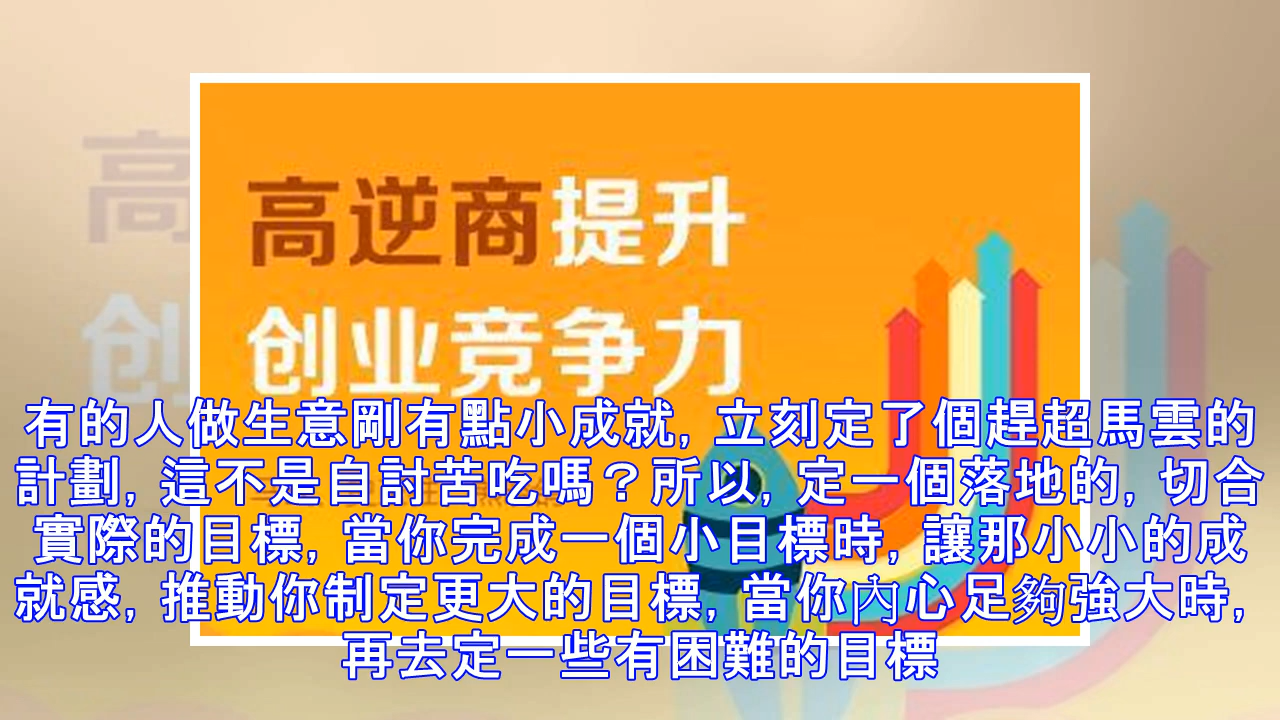 高逆商提升
创业竞争力
有的人做生意剛有點小成就, 立刻定了個趕超馬雲的
計劃, 這不是自討苦吃嗎？所以, 定一個落地的, 切合
實際的目標, 當你完成一個小目標時, 讓那小小的成
就感, 推動你制定更大的目標, 當你內心足夠強大時,
再去定一些有困難的目標